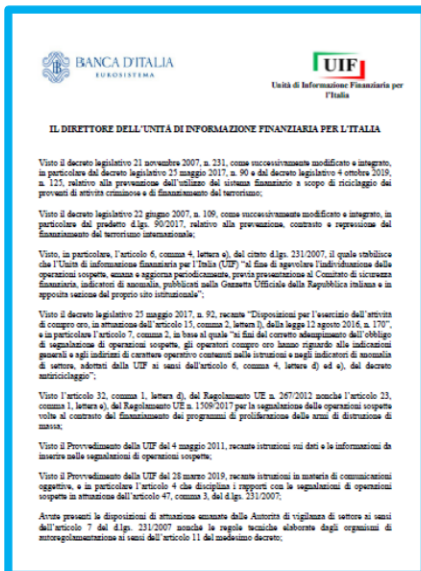 BANCA D'ITALIA
EUROSISTEMA
UIF
Unità di Informazione Finanziaria per
l'Italia
IL DIRETTORE DELL'UNITÀ DI INFORMAZIONE FINANZIARIA PER L'ITALIA
Visto il decreto legislativo 21 novembre 2007, n. 231, come successivamente modificato e integrato,
in particolare dal decreto legislativo 25 maggio 2017, n. 90 e dal decreto legislativo 4 ottobre 2019,
n. 125, relativo alla prevenzione dell'utilizzo del sistema finanziario a scopo di riciclaggio dei
proventi di attività criminose e di finanziamento del terrorismo;
Visto il decreto legislativo 22 giugno 2007, n. 109, come successivamente modificato e integrato, in
particolare dal predetto d.lgs. 90/2017, relativo alla prevenzione, contrasto e repressione del
finanziamento del terrorismo internazionale;
Visto, in particolare, l'articolo 6, comma 4, lettera e), del citato d.lgs. 231/2007, il quale stabilisce
che l'Unità di informazione finanziaria per l'Italia (UIF) "al fine di agevolare l'individuazione delle
operazioni sospette, emana e aggiorna periodicamente, previa presentazione al Comitato di sicurezza
finanziaria, indicatori di anomalia, pubblicati nella Gazzetta Ufficiale della Repubblica italiana e in
apposita sezione del proprio sito istituzionale";
Visto il decreto legislativo 25 maggio 2017, n. 92, recante "Disposizioni per l'esercizio dell'attività
di compro oro, in attuazione dell'articolo 15, comma 2, lettera l), della legge 12 agosto 2016, n. 170",
e in particolare l'articolo 7, comma 2, in base al quale "ai fini del corretto adempimento dell'obbligo
di segnalazione di operazioni sospette, gli operatori compro oro hanno riguardo alle indicazioni
generali e agli indirizzi di carattere operativo contenuti nelle istruzioni e negli indicatori di anomalia
di settore, adottati dalla UIF ai sensi dell'articolo 6, comma 4, lettere d) ed e), del decreto
antiriciclaggio";
Visto l'articolo 32, comma 1, lettera d), del Regolamento UE n. 267/2012 nonché l'articolo 23,
comma 1, lettera e), del Regolamento UE n. 1509/2017 per la segnalazione delle operazioni sospette
volte al contrasto del finanziamento dei programmi di proliferazione delle armi di distruzione di
massa;
Visto il Provvedimento della UIF del 4 maggio 2011, recante istruzioni sui dati e le informazioni da
inserire nelle segnalazioni di operazioni sospette;
Visto il Provvedimento della UIF del 28 marzo 2019, recante istruzioni in materia di comunicazioni
oggettive, e in particolare l'articolo 4 che disciplina i rapporti con le segnalazioni di operazioni
sospette in attuazione dell'articolo 47, comma 3, del d.lgs. 231/2007;
Avute presenti le disposizioni di attuazione emanate dalle Autorità di vigilanza di settore ai sensi
dell'articolo 7 del d.lgs. 231/2007 nonché le regole tecniche elaborate dagli organismi di
autoregolamentazione ai sensi dell'articolo 11 del medesimo decreto;